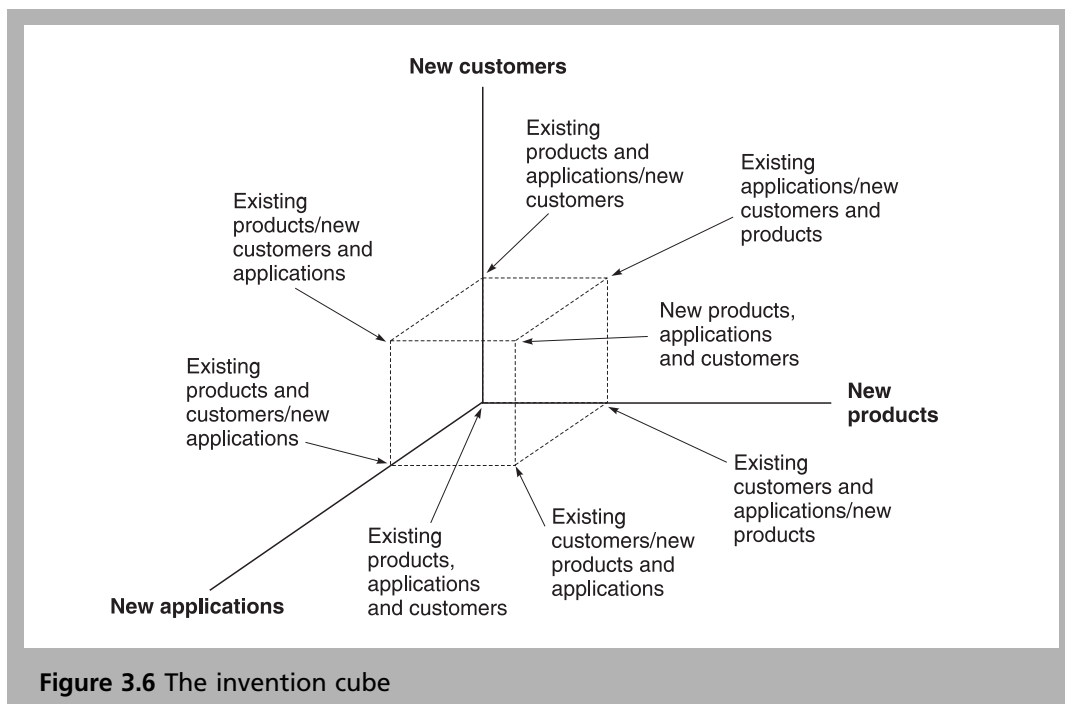 New customers
Existing
products and
applications/new
customers
Existing
applications/new
customers and
products
Existing
products/new
customers and
applications
New products,
applications
and customers
Existing
products and
customers/new
applications
New
products
Existing
customers and
applications/new
products
Existing
products,
applications
and customers
Existing
customers/new
products and
applications
New applications
Figure 3.6 The invention cube